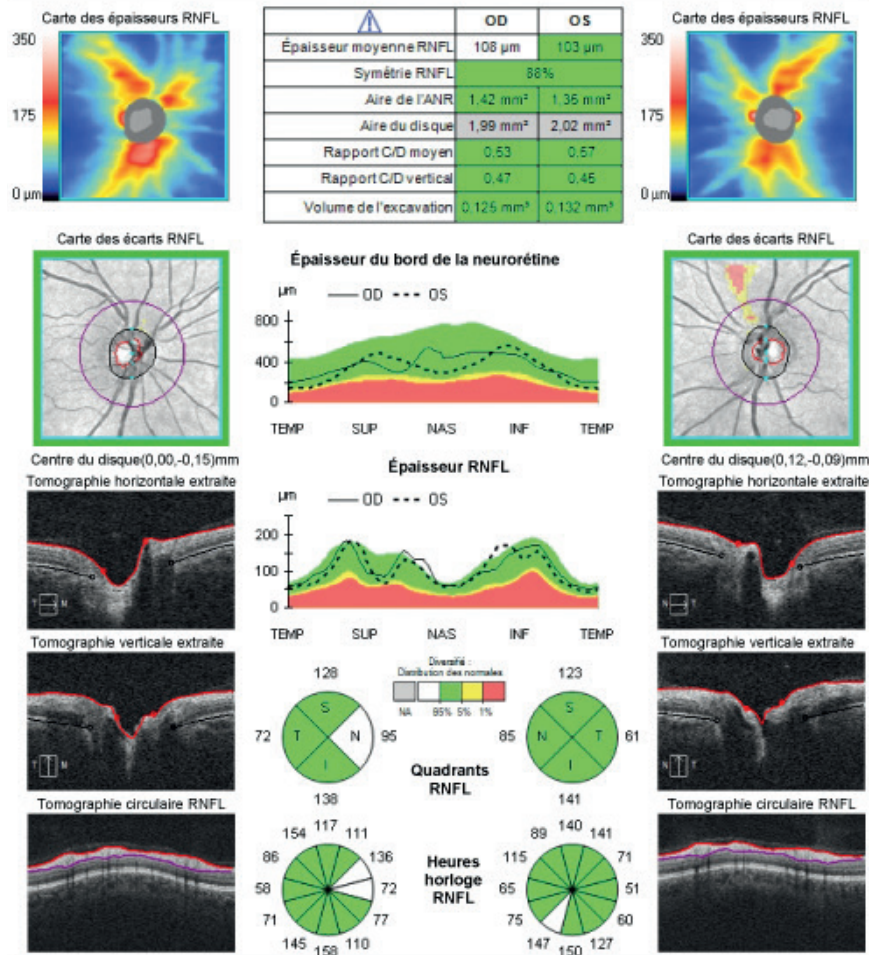 Carte des épaisseurs RNFL
350
175
0 µm
OD OS
Épaisseur moyenne RNFL 108 µm 103 µm
Symétrie RNFL 88%
Aire de l'ANR 1,42 mm² 1,35 mm²
Aire du disque 1,99 mm² 2,02 mm²
Rapport C/D moyen 0,53 0,57
Rapport C/D vertical 0,47 0,45
Volume de l'excavation 0,125 mm³ 0,132 mm³
Carte des épaisseurs RNFL
350
175
0 µm
Carte des écarts RNFL
Centre du disque(0,00,-0,15)mm
Épaisseur du bord de la neurorétine
µm
OD OS
800
400
0
TEMP SUP NAS INF TEMP
Carte des écarts RNFL
Centre du disque(0,12,-0,09)mm
Tomographie horizontale extraite
T N
Épaisseur RNFL
µm
OD OS
200
100
0
TEMP SUP NAS INF TEMP
Tomographie horizontale extraite
T N
Tomographie verticale extraite
T N
Diversifié :
Distribution des normales
NA 95% 5% 1%
128
72 S T N I 95
138
Quadrants
RNFL
123
85 S N T I 61
141
Tomographie verticale extraite
T N
Tomographie circulaire RNFL
117
154 111
86 136
58 72
71 77
145 110
158
Heures
horloge
RNFL
140
89 141
115 71
65 51
75 60
147 127
150
Tomographie circulaire RNFL